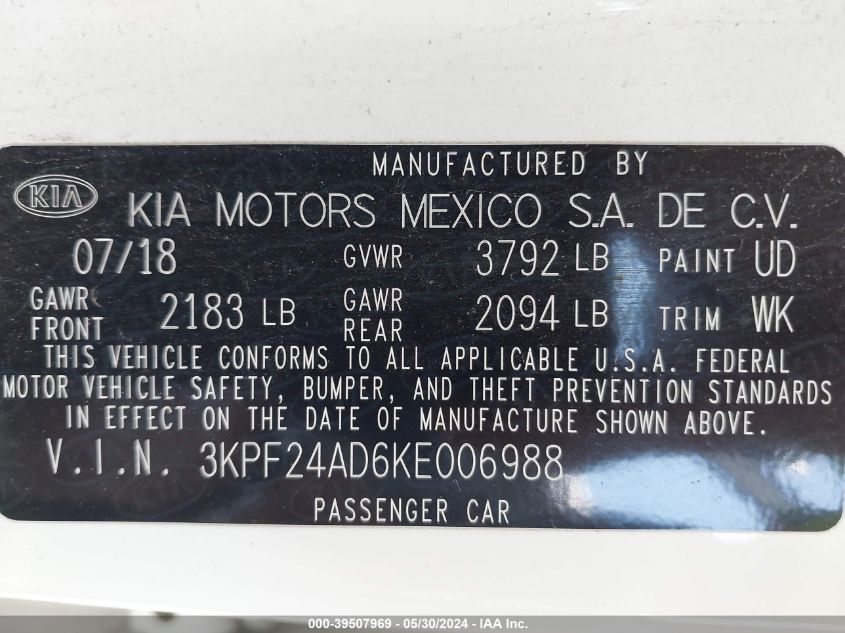 MANUFACTURED BY
KIA KIA MOTORS MEXICO S.A. DE C.V.
07/18 GVWR 3792 LB PAINT UD
GAWR FRONT 2183 LB GAWR REAR 2094 LB TRIM WK
THIS VEHICLE CONFORMS TO ALL APPLICABLE U.S.A. FEDERAL
MOTOR VEHICLE SAFETY, BUMPER, AND THEFT PREVENTION STANDARDS
IN EFFECT ON THE DATE OF MANUFACTURE SHOWN ABOVE.
V.I.N. 3KPF24AD6KE006988
PASSENGER CAR
000-39507969 - 05/30/2024 - IAA Inc.